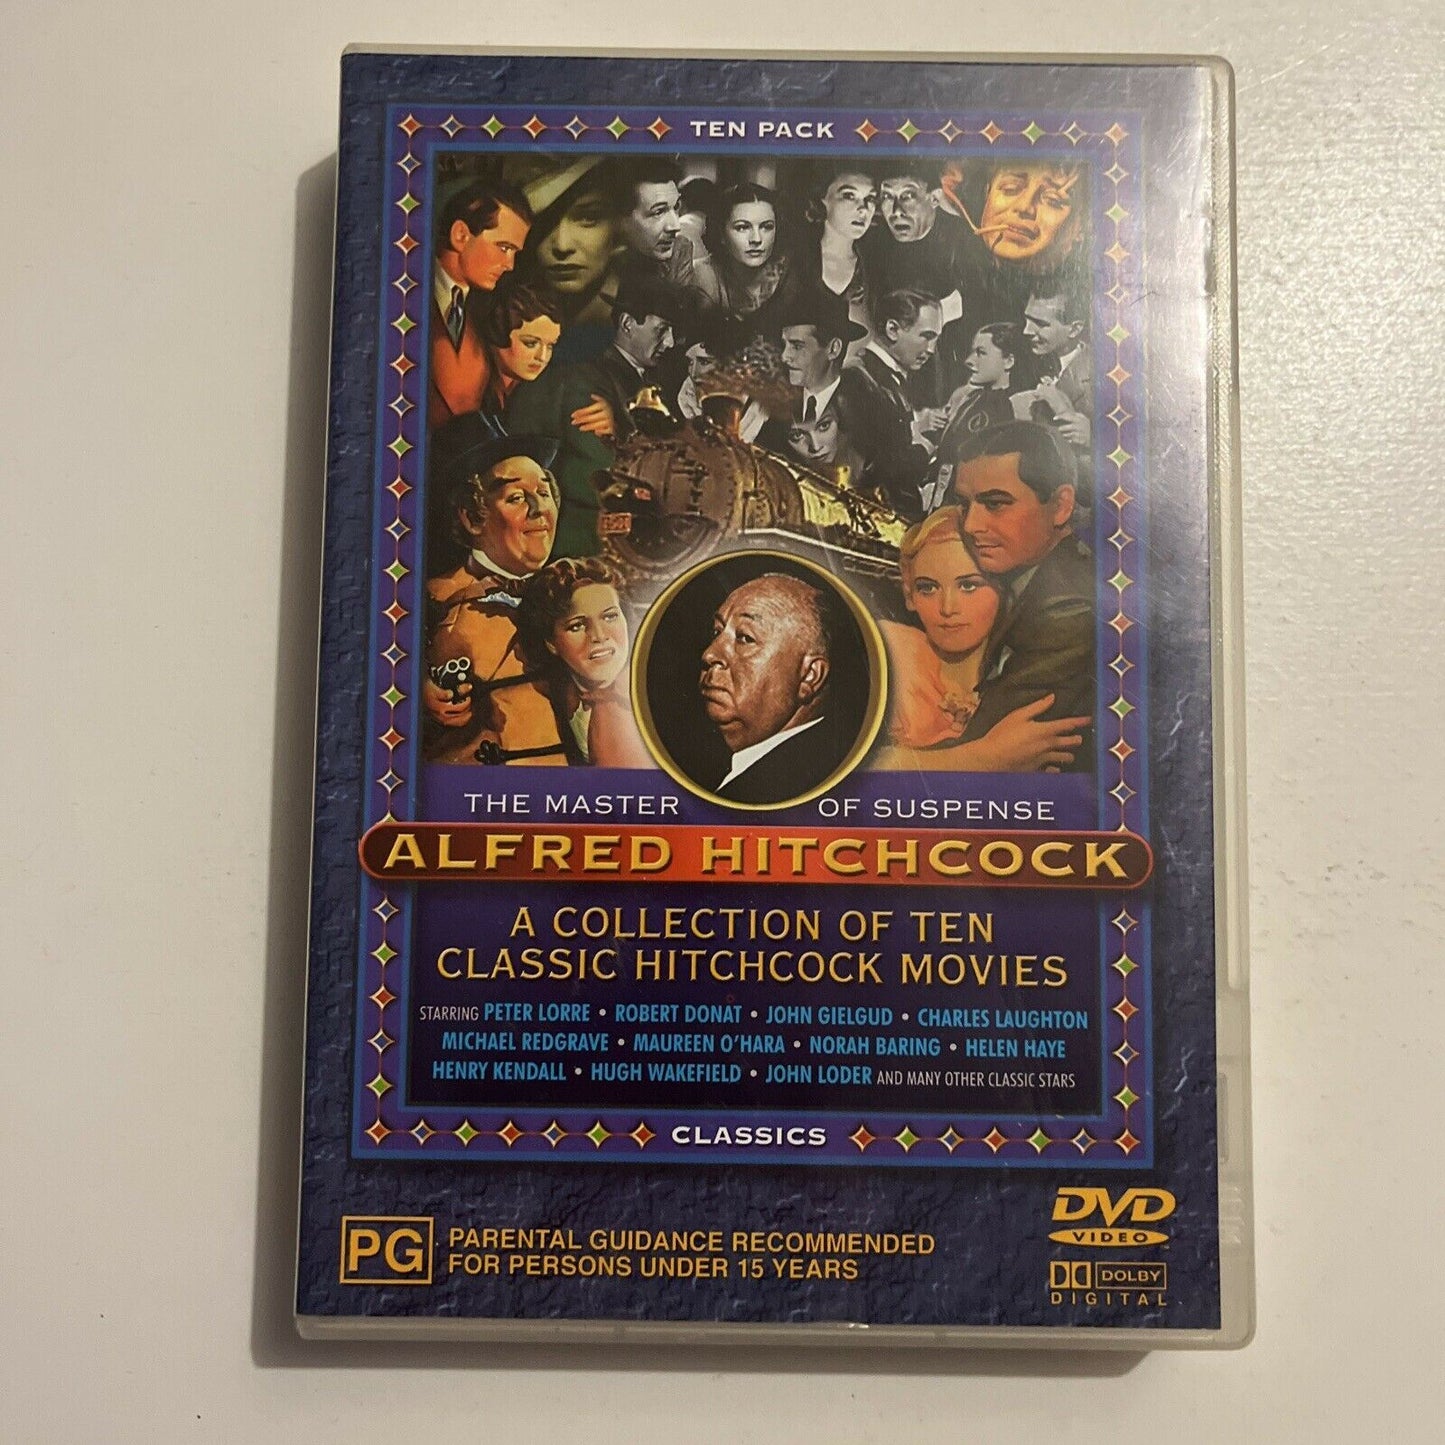 TEN PACK
THE MASTER OF SUSPENSE
ALFRED HITCHCOCK
A COLLECTION OF TEN
CLASSIC HITCHCOCK MOVIES
STARRING PETER LORRE • ROBERT DONAT • JOHN GIELGUD • CHARLES LAUGHTON
MICHAEL REDGRAVE • MAUREEN O'HARA • NORAH BARING • HELEN HAYE
HENRY KENDALL • HUGH WAKEFIELD • JOHN LODER AND MANY OTHER CLASSIC STARS
CLASSICS
PG
PARENTAL GUIDANCE RECOMMENDED
FOR PERSONS UNDER 15 YEARS
DVD
VIDEO
DOLBY
DIGITAL